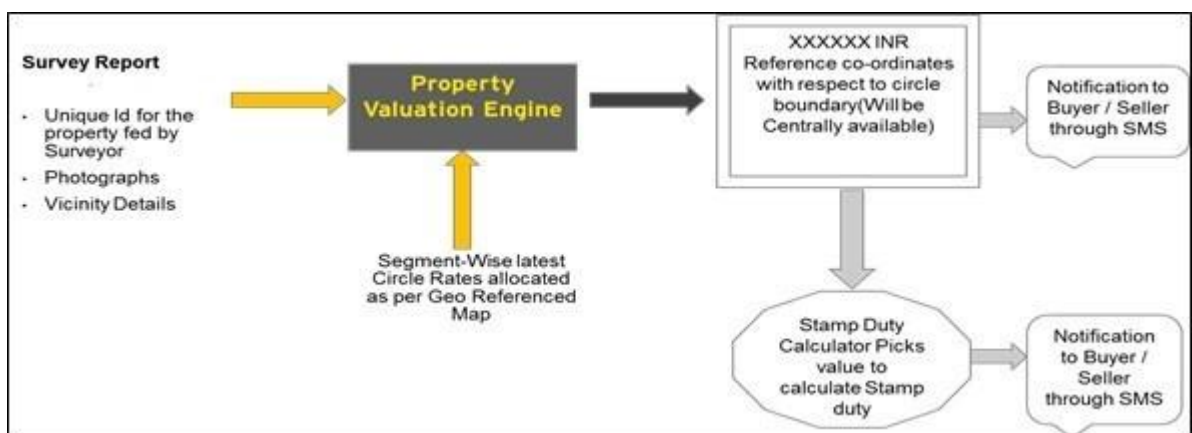 Survey Report
• Unique Id for the
property fed by
Surveyor
• Photographs
• Vicinity Details
Property
Valuation Engine
Segment-Wise latest
Circle Rates allocated
as per Geo Referenced
Map
XXXXXX INR
Reference co-ordinates
with respect to circle
boundary(Will be
Centrally available)
Notification to
Buyer / Seller
through SMS
Stamp Duty
Calculator Picks
value to
calculate Stamp
duty
Notification
to Buyer /
Seller
through SMS